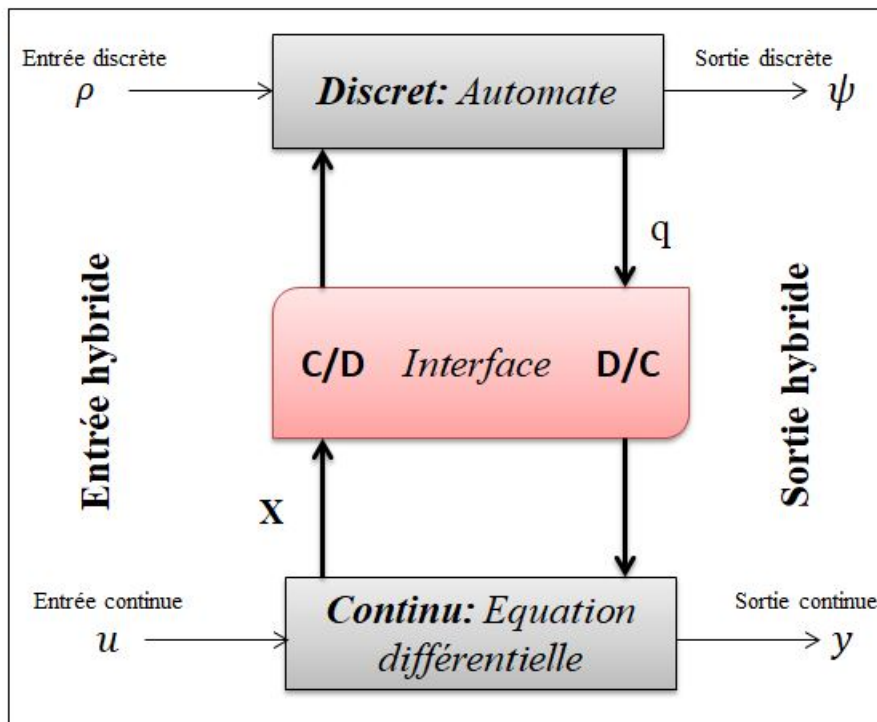 Entrée discrète
ρ
Discret: Automate
Sortie discrète
ψ
q
Entrée hybride
C/D Interface D/C
Sortie hybride
X
Entrée continue
u
Continu: Equation
différentielle
Sortie continue
y